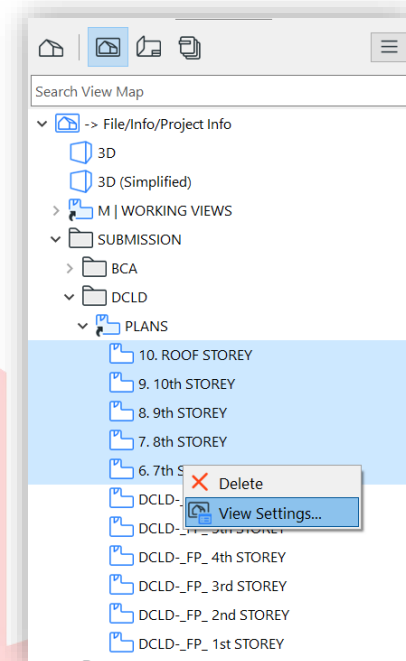 Search View Map
-> File/Info/Project Info
3D
3D (Simplified)
M | WORKING VIEWS
SUBMISSION
BCA
DCLD
PLANS
10. ROOF STOREY
9. 10th STOREY
8. 9th STOREY
7. 8th STOREY
6. 7th
Delete
DCLD-
View Settings...
DCLD-_FP_
STOREY
DCLD-_FP_ 4th STOREY
DCLD-_FP_ 3rd STOREY
DCLD-_FP_ 2nd STOREY
DCLD-_FP_ 1st STOREY